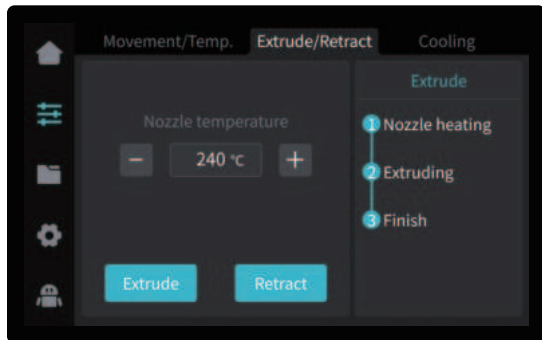 Movement/Temp. Extrude/Retract Cooling
Nozzle temperature
− 240 °C +
Extrude Retract
Extrude
1 Nozzle heating
2 Extruding
3 Finish